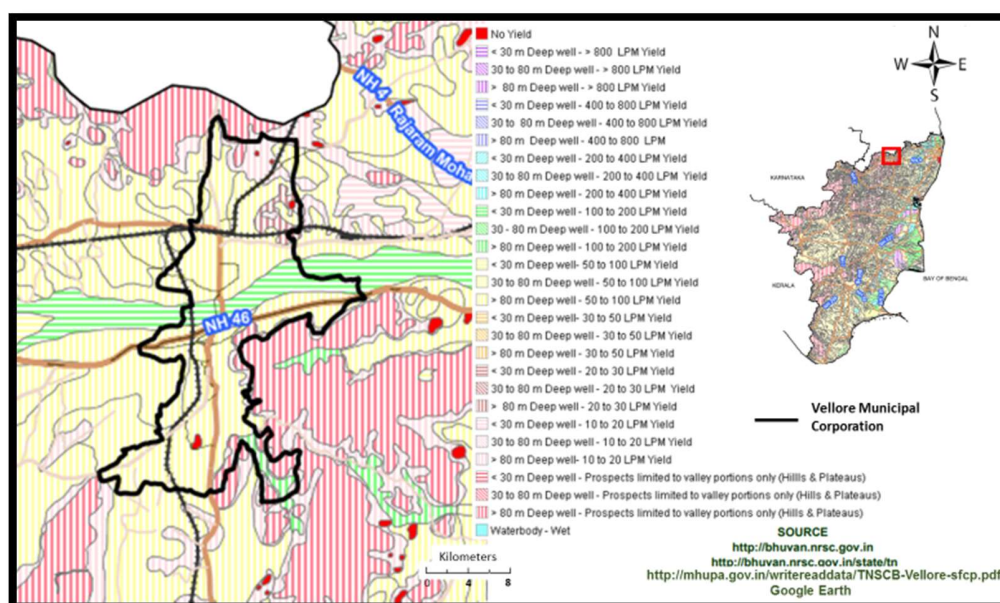 NH 4 Rajaram Moha
NH 46
Kilometers
0 4 8
No Yield
< 30 m Deep well - > 800 LPM Yield
30 to 80 m Deep well - > 800 LPM Yield
> 80 m Deep well - > 800 LPM Yield
< 30 m Deep well - 400 to 800 LPM Yield
30 to 80 m Deep well - 400 to 800 LPM Yield
> 80 m Deep well - 400 to 800 LPM
< 30 m Deep well - 200 to 400 LPM Yield
30 to 80 m Deep well - 200 to 400 LPM Yield
> 80 m Deep well - 200 to 400 LPM Yield
< 30 m Deep well - 100 to 200 LPM Yield
30 - 80 m Deep well - 100 to 200 LPM Yield
> 80 m Deep well - 100 to 200 LPM Yield
< 30 m Deep well- 50 to 100 LPM Yield
30 to 80 m Deep well - 50 to 100 LPM Yield
> 80 m Deep well - 50 to 100 LPM Yield
< 30 m Deep well- 30 to 50 LPM Yield
30 to 80 m Deep well - 30 to 50 LPM Yield
> 80 m Deep well - 30 to 50 LPM Yield
< 30 m Deep well - 20 to 30 LPM Yield
30 to 80 m Deep well - 20 to 30 LPM Yield
> 80 m Deep well - 20 to 30 LPM Yield
< 30 m Deep well - 10 to 20 LPM Yield
30 to 80 m Deep well - 10 to 20 LPM Yield
> 80 m Deep well- 10 to 20 LPM Yield
< 30 m Deep well - Prospects limited to valley portions only (Hillls & Plateaus)
30 to 80 m Deep well - Prospects limited to valley portions only (Hills & Plateaus)
> 80 m Deep well - Prospects limited to valley portions only (Hills & Plateaus)
Waterbody - Wet
N
W E
S
KARNATAKA
KERALA
BAY OF BENGAL
Vellore Municipal
Corporation
SOURCE
http://bhuvan.nrsc.gov.in
http://bhuvan.nrsc.gov.in/state/tn
http://mhupa.gov.in/writereaddata/TNSCB-Vellore-sfcp.pdf
Google Earth